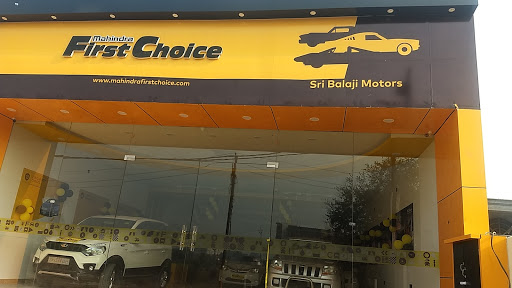 Mahindra
First Choice
www.mahindrafirstchoice.com
Sri Balaji Motors